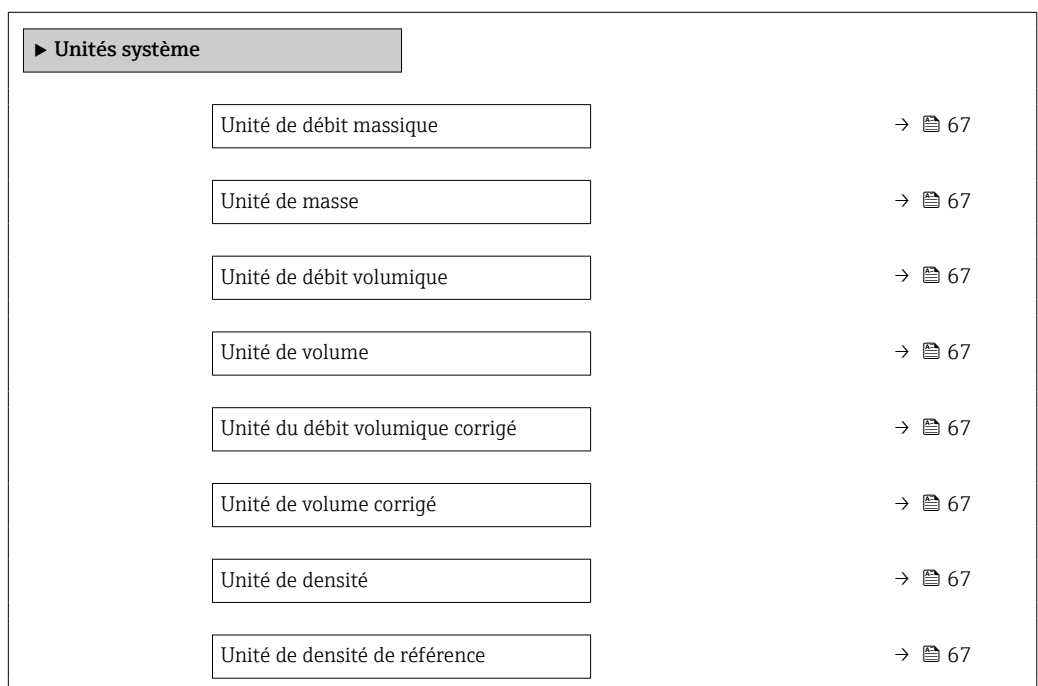 ▶ Unités système
Unité de débit massique → 67
Unité de masse → 67
Unité de débit volumique → 67
Unité de volume → 67
Unité du débit volumique corrigé → 67
Unité de volume corrigé → 67
Unité de densité → 67
Unité de densité de référence → 67